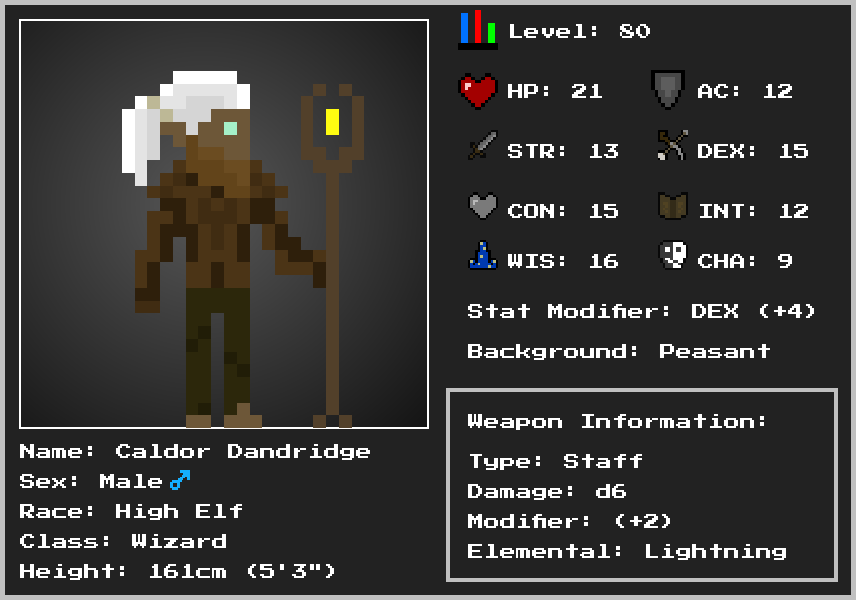 Level: 80
HP: 21
AC: 12
STR: 13
DEX: 15
CON: 15
INT: 12
WIS: 16
CHA: 9
Stat Modifier: DEX (+4)
Background: Peasant
Weapon Information:
Type: Staff
Damage: d6
Modifier: (+2)
Elemental: Lightning
Name: Caldor Dandridge
Sex: Male ♂
Race: High Elf
Class: Wizard
Height: 161cm (5'3")